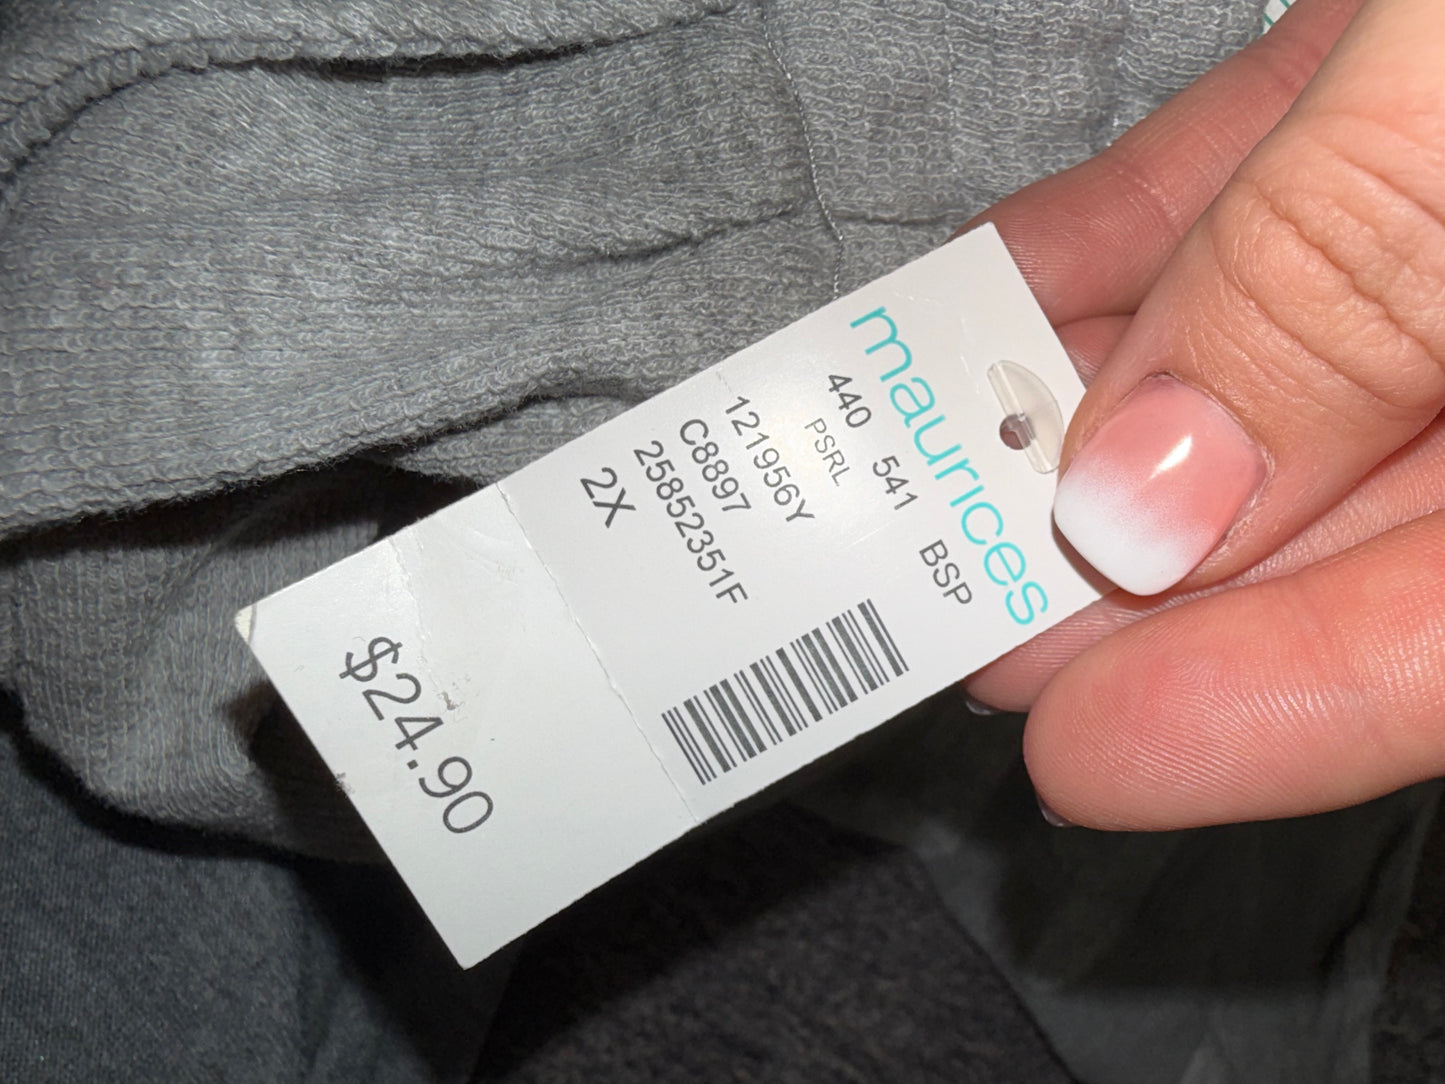 maurices
440 541 BSP
PSRL
121956Y
C8897
25852351F
2X
$24.90